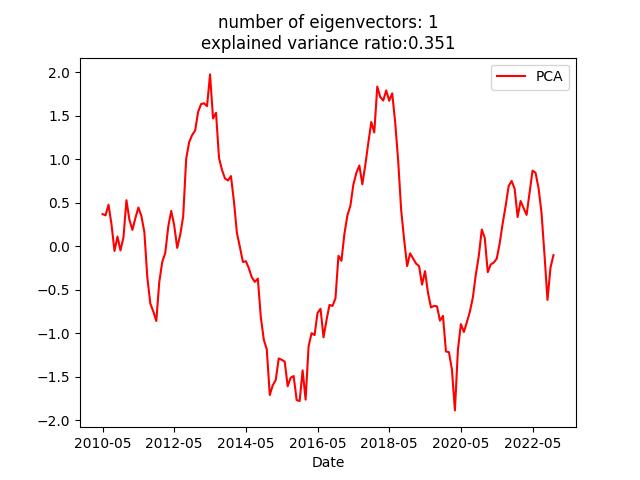 number of eigenvectors: 1
explained variance ratio:0.351
PCA
2.0
1.5
1.0
0.5
0.0
−0.5
−1.0
−1.5
−2.0
2010-05 2012-05 2014-05 2016-05 2018-05 2020-05 2022-05
Date